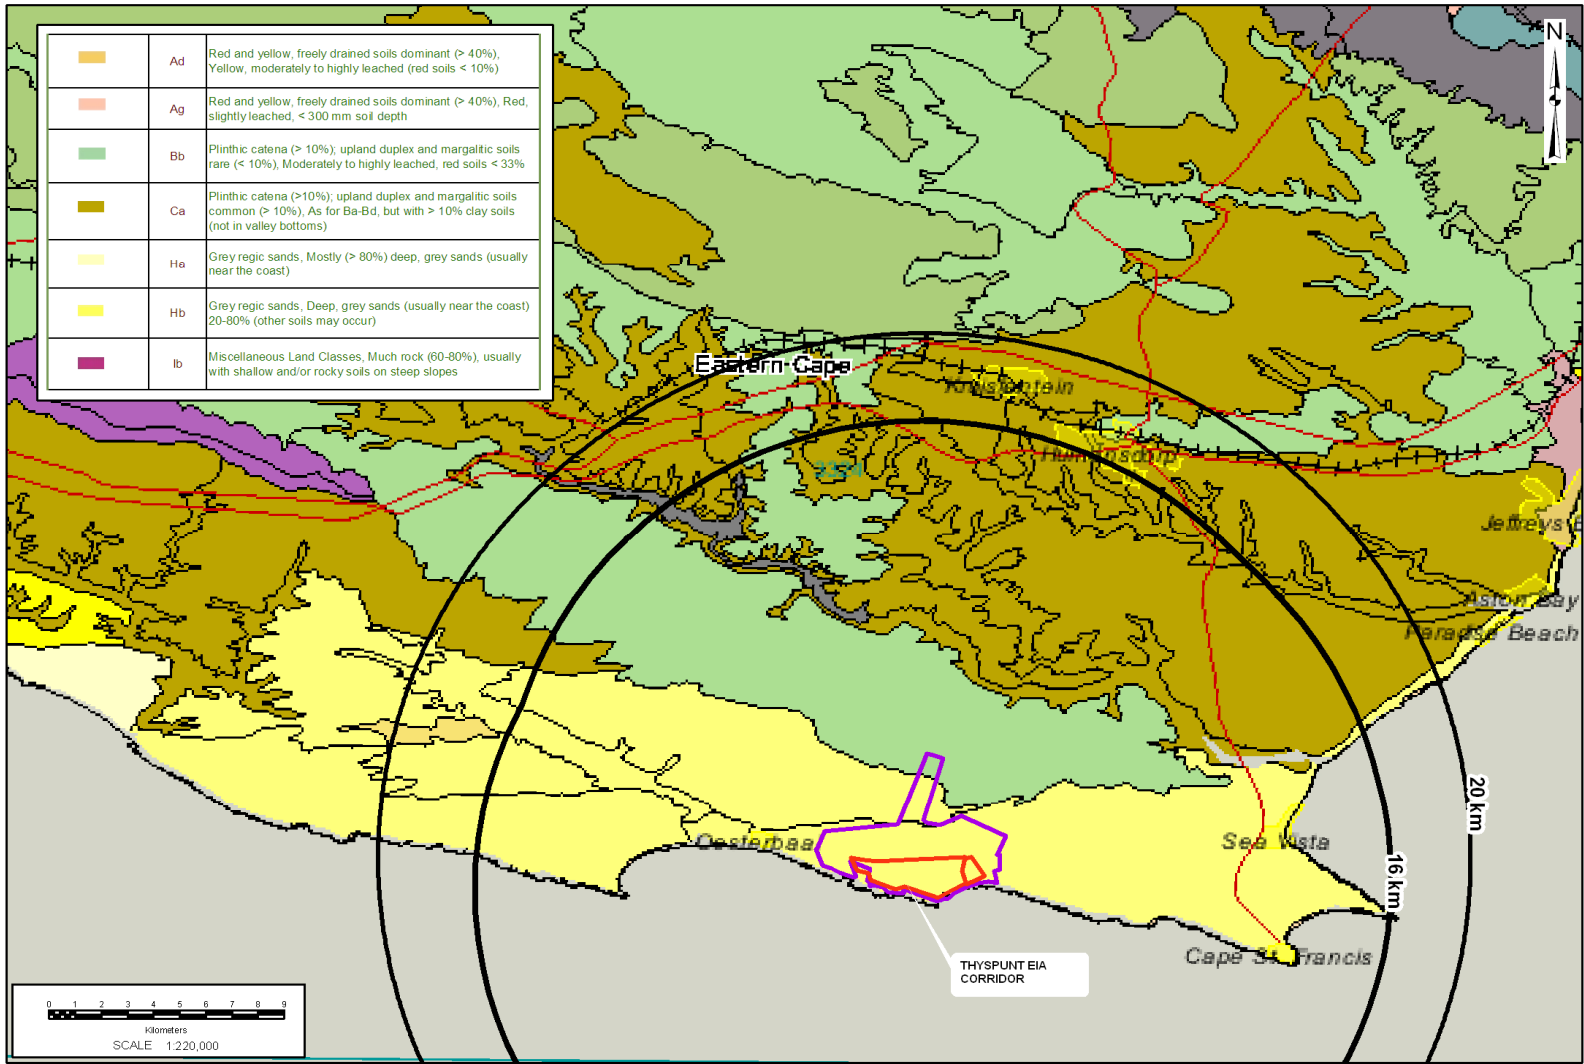 Ad
Red and yellow, freely drained soils dominant (> 40%),
Yellow, moderately to highly leached (red soils < 10%)
Ag
Red and yellow, freely drained soils dominant (> 40%), Red,
slightly leached, < 300 mm soil depth
Bb
Plinthic catena (> 10%); upland duplex and margalitic soils
rare (< 10%), Moderately to highly leached, red soils < 33%
Ca
Plinthic catena (>10%); upland duplex and margalitic soils
common (> 10%), As for Ba-Bd, but with > 10% clay soils
(not in valley bottoms)
Ha
Grey regic sands, Mostly (> 80%) deep, grey sands (usually
near the coast)
Hb
Grey regic sands, Deep, grey sands (usually near the coast)
20-80% (other soils may occur)
Ib
Miscellaneous Land Classes, Much rock (60-80%), usually
with shallow and/or rocky soils on steep slopes
N
Eastern Cape
3324
Jeffreys B
Aston Bay
Paradise Beach
20 km
16 km
Oesterbaa
Sea Vista
Cape St. Francis
THYSPUNT EIA
CORRIDOR
0 1 2 3 4 5 6 7 8 9
Kilometers
SCALE 1:220,000